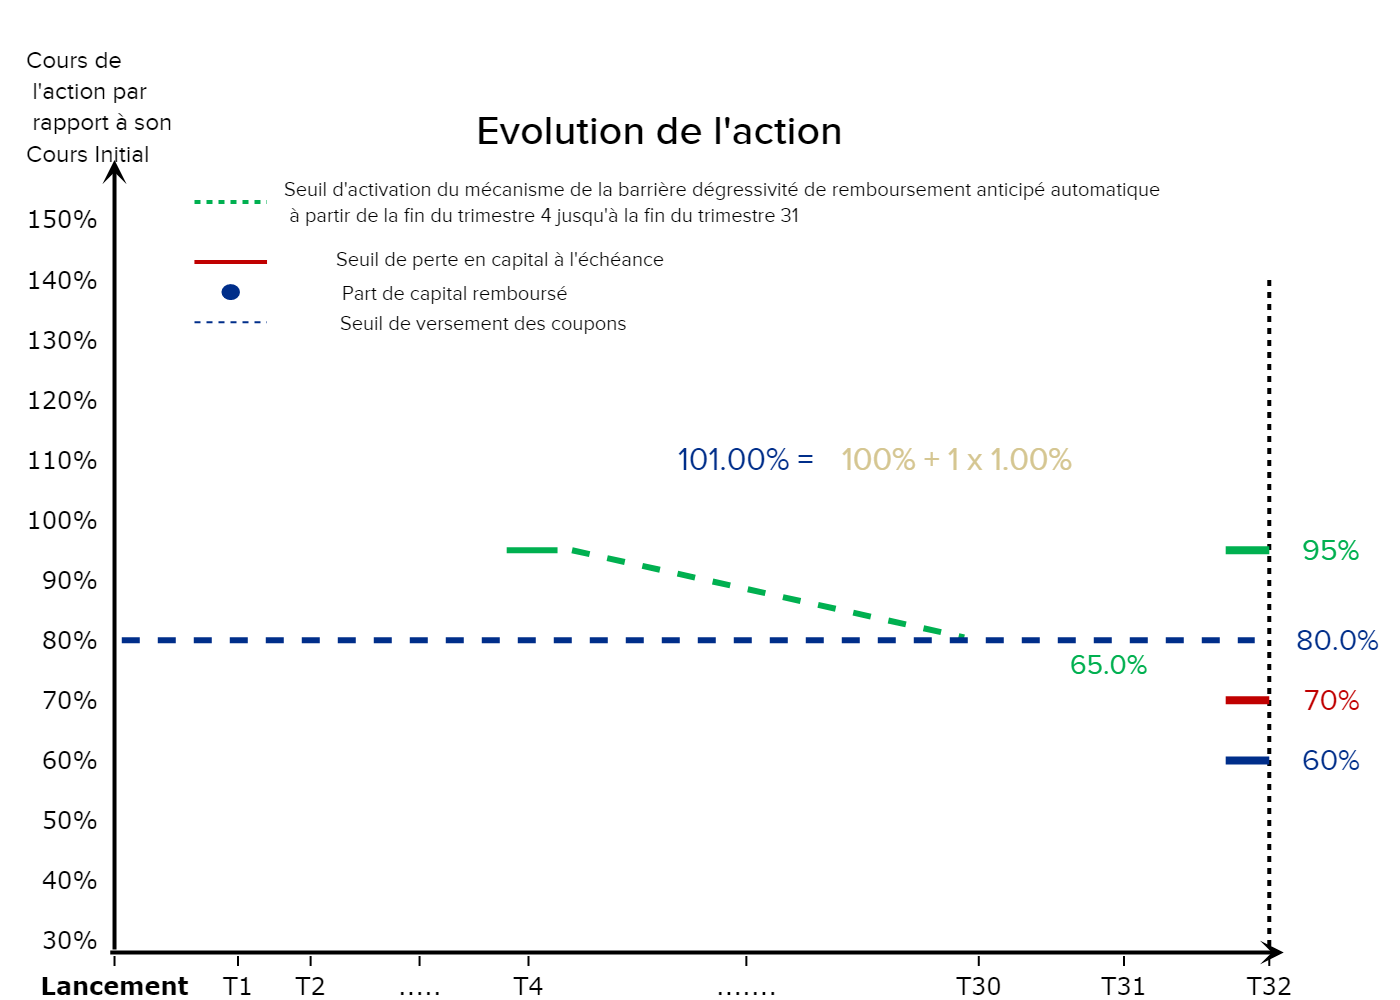 Cours de
l'action par
rapport à son
Cours Initial
Evolution de l'action
Seuil d'activation du mécanisme de la barrière dégressivité de remboursement anticipé automatique
à partir de la fin du trimestre 4 jusqu'à la fin du trimestre 31
Seuil de perte en capital à l'échéance
Part de capital remboursé
Seuil de versement des coupons
150%
140%
130%
120%
110%
101.00% = 100% + 1 x 1.00%
100%
95%
90%
80%
80.0%
65.0%
70%
70%
60%
60%
50%
40%
30%
Lancement T1 T2 ..... T4 ....... T30 T31 T32